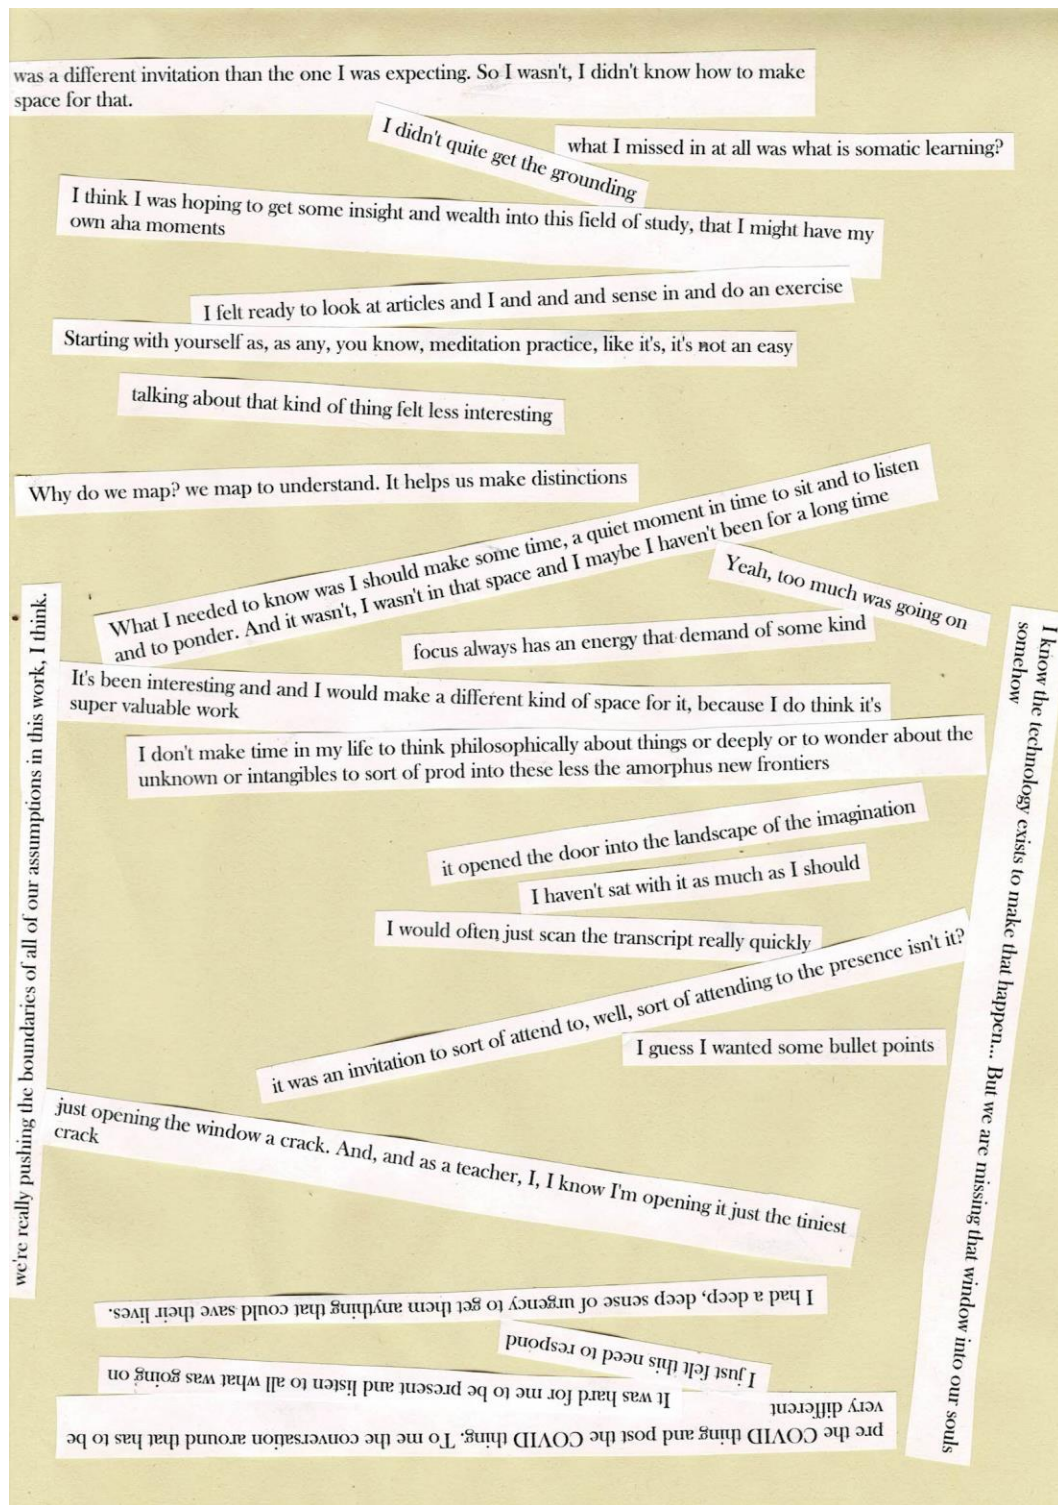 was a different invitation than the one I was expecting. So I wasn't, I didn't know how to make
space for that.
I didn't quite get the grounding
what I missed in at all was what is somatic learning?
I think I was hoping to get some insight and wealth into this field of study, that I might have my
own aha moments
I felt ready to look at articles and I and and and sense in and do an exercise
Starting with yourself as, as any, you know, meditation practice, like it's, it's not an easy
talking about that kind of thing felt less interesting
Why do we map? we map to understand. It helps us make distinctions
What I needed to know was I should make some time, a quiet moment in time to sit and to listen
and to ponder. And it wasn't, I wasn't in that space and I maybe I haven't been for a long time
Yeah, too much was going on
focus always has an energy that demand of some kind
we're really pushing the boundaries of all of our assumptions in this work, I think.
I know the technology exists to make that happen... But we are missing that window into our souls
somehow
It's been interesting and and I would make a different kind of space for it, because I do think it's
super valuable work
I don't make time in my life to think philosophically about things or deeply or to wonder about the
unknown or intangibles to sort of prod into these less the amorphus new frontiers
it opened the door into the landscape of the imagination
I haven't sat with it as much as I should
I would often just scan the transcript really quickly
it was an invitation to sort of attend to, well, sort of attending to the presence isn't it?
I guess I wanted some bullet points
just opening the window a crack. And, and as a teacher, I, I know I'm opening it just the tiniest
crack
I had a deep, deep sense of urgency to get them anything that could save their lives.
I just felt this need to respond
It was hard for me to be present and listen to all what was going on
pre the COVID thing and post the COVID thing. To me the conversation around that has to be
very different